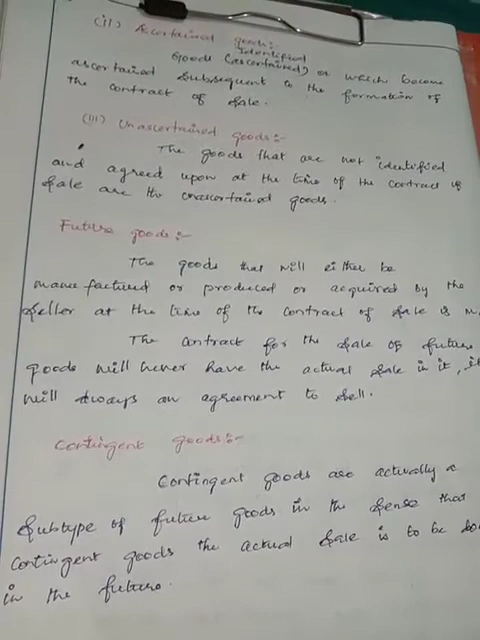 (ii) Ascertained goods:-
Goods identified (ascertained) or which become
ascertained subsequent to the formation of
the contract of Sale.
(iii) Unascertained goods:-
The goods that are not identified
and agreed upon at the time of the contract of
Sale are the unascertained goods.
Future goods:-
The goods that will either be
manufactured or produced or acquired by the
Seller at the time of the contract of Sale is
The contract for the Sale of future
goods will never have the actual Sale in it,
will always an agreement to Sell.
Contingent goods:-
Contingent goods are actually a
Subtype of future goods in the Sense that
contingent goods the actual Sale is to be
in the future.